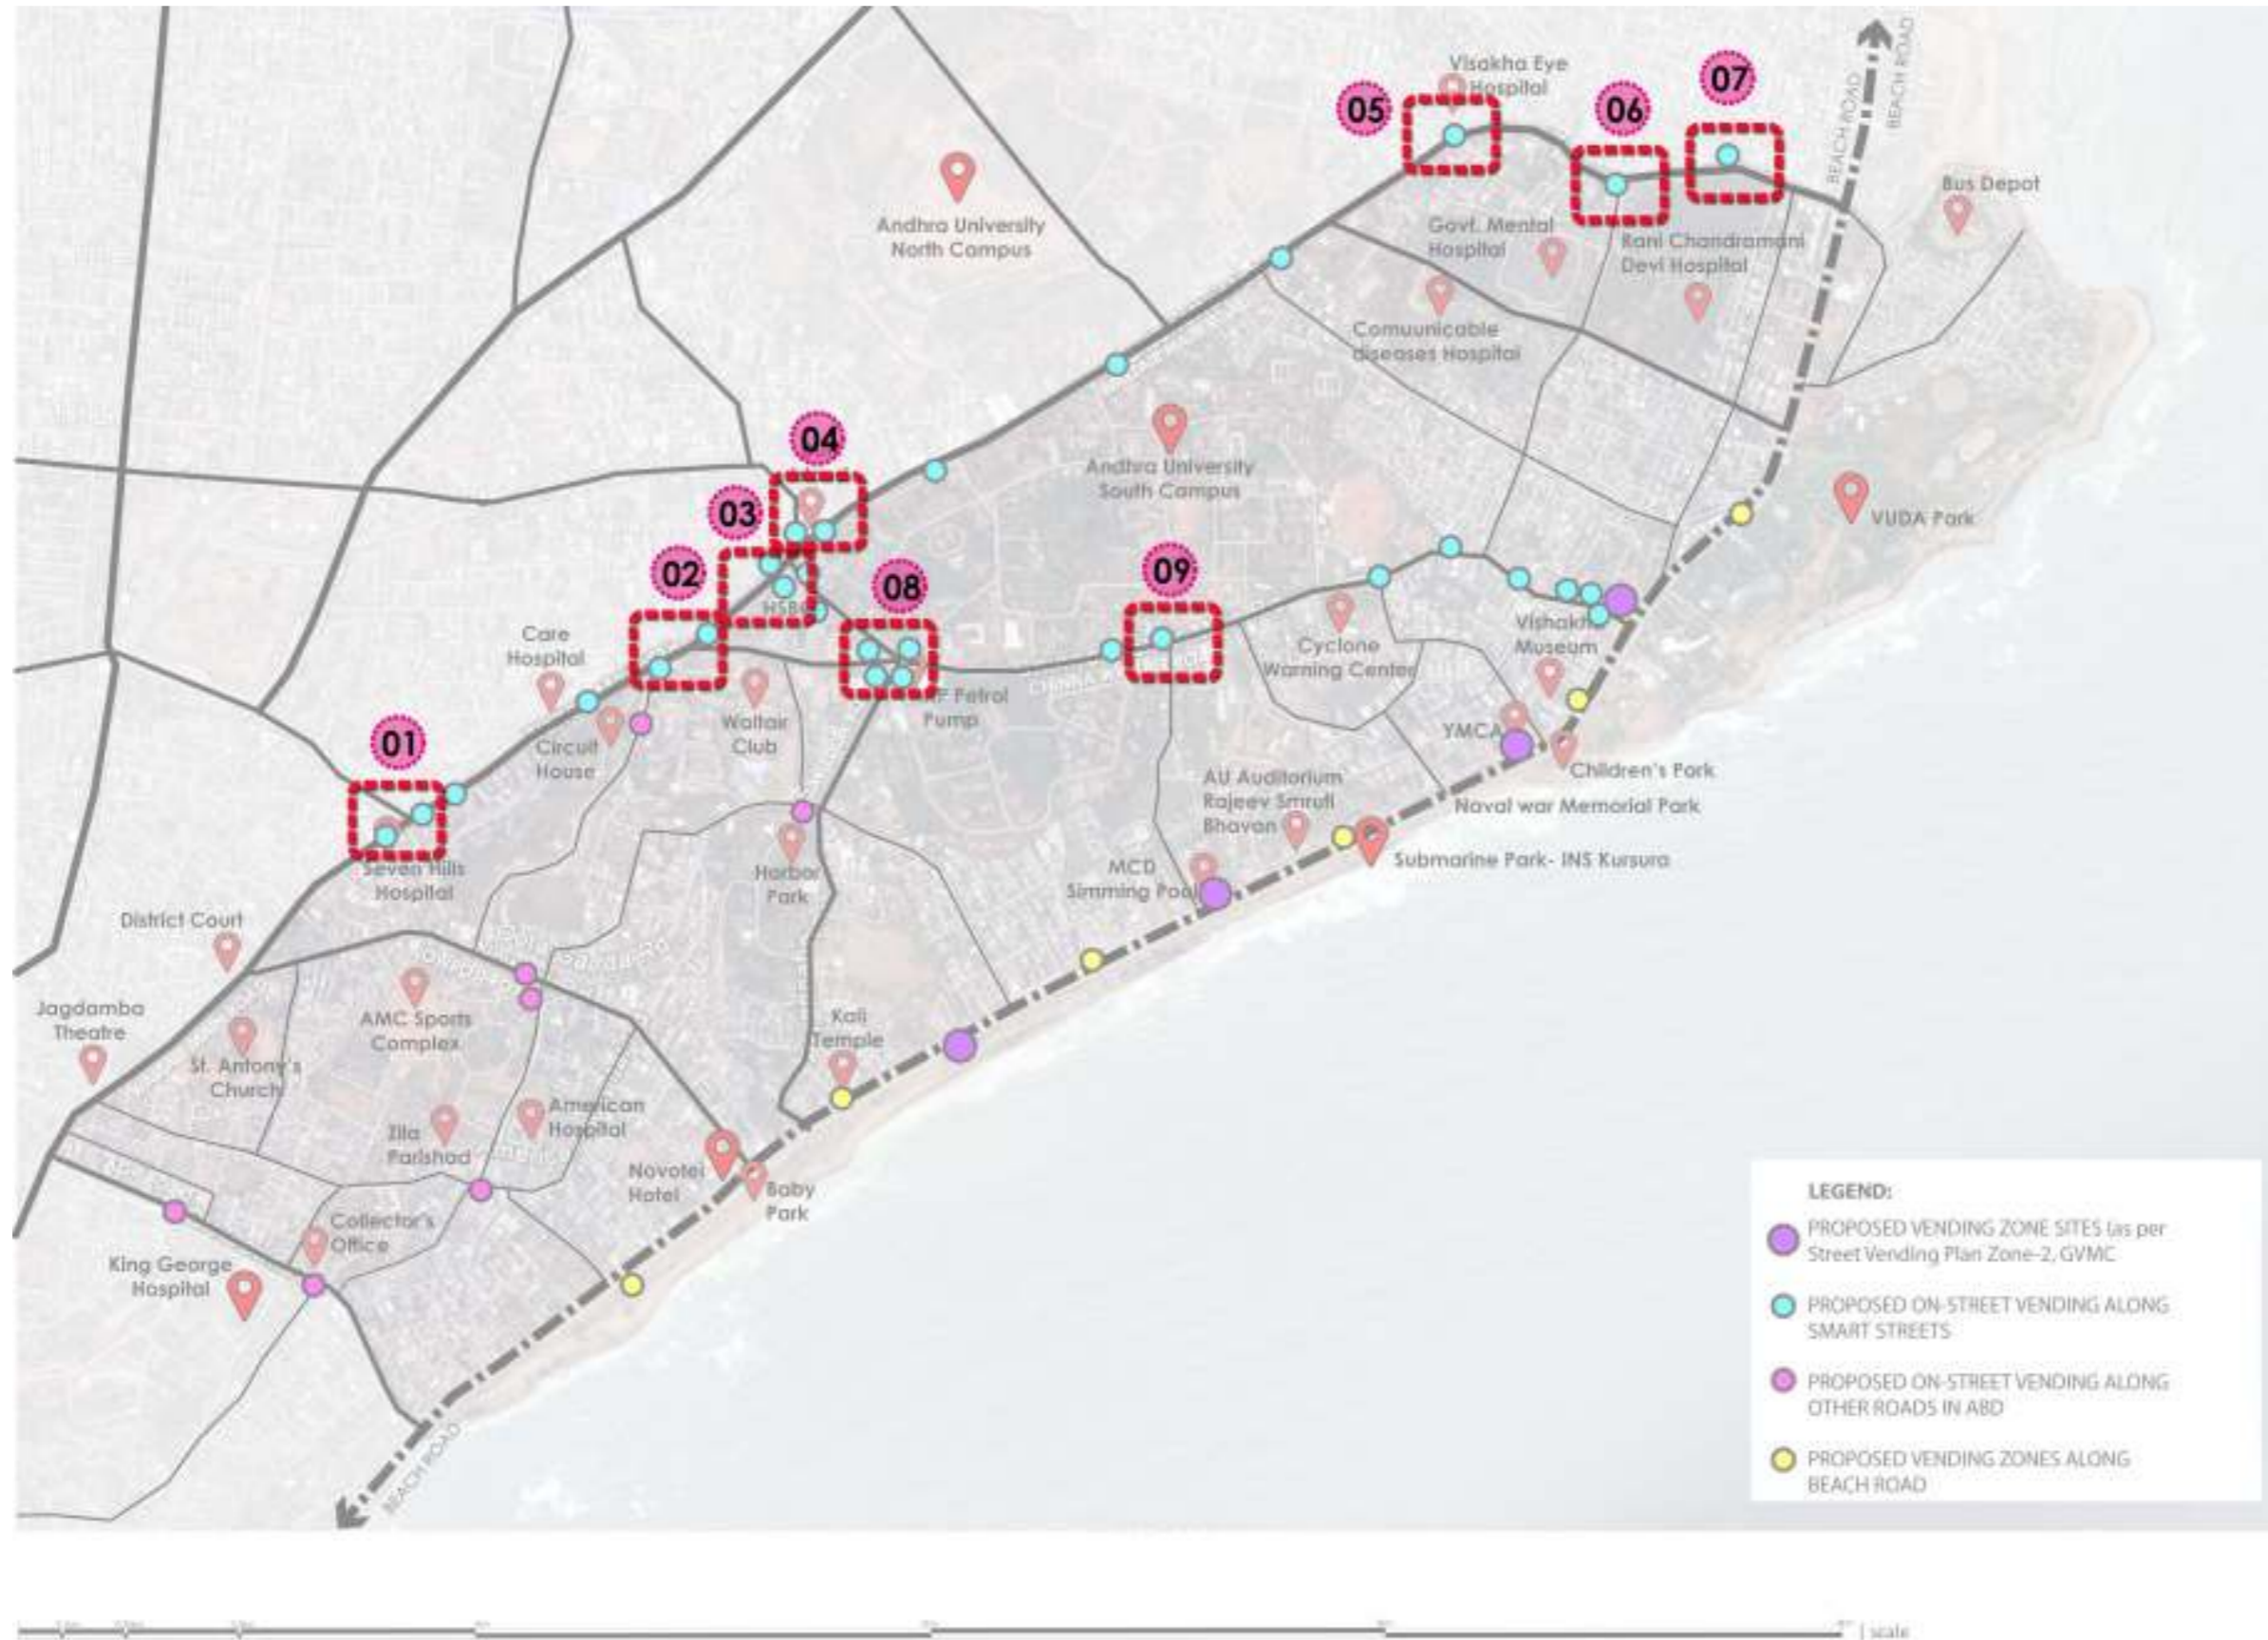 Visakha Eye
Hospital
05
06
07
BEACH ROAD
BEACH ROAD
Bus Depot
Andhra University
North Campus
Govt. Mental
Hospital
Rani Chandramani
Devi Hospital
Comuunicable
diseases Hospital
04
Andhra University
South Campus
03
VUDA Park
02
08
09
HSB
Care
Hospital
Cyclone
Warning Center
Vishakha
Museum
Circuit
House
Waltair
Club
Petrol
Pump
01
YMCA
Children's Park
AU Auditorium
Rajeev Smruti
Bhavan
Naval war Memorial Park
Submarine Park- INS Kursura
Seven Hills
Hospital
Harbor
Park
MCD
Simming Pool
District Court
Jagdamba
Theatre
AMC Sports
Complex
St. Antony's
Church
Kali
Temple
American
Hospital
Zila
Parishad
Novotel
Hotel
Baby
Park
Collector's
Office
King George
Hospital
BEACH ROAD
LEGEND:
PROPOSED VENDING ZONE SITES (as per
Street Vending Plan Zone-2, GVMC
PROPOSED ON-STREET VENDING ALONG
SMART STREETS
PROPOSED ON-STREET VENDING ALONG
OTHER ROADS IN ABD
PROPOSED VENDING ZONES ALONG
BEACH ROAD
scale